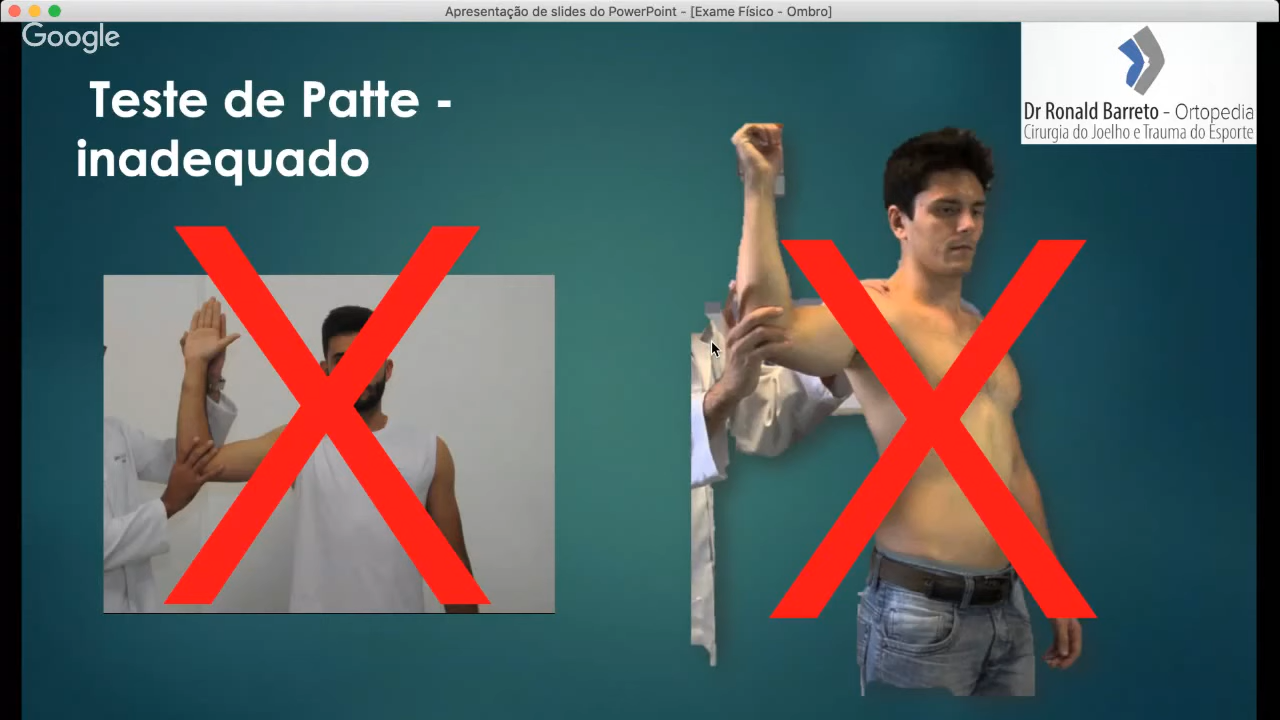 Apresentação de slides do PowerPoint - [Exame Físico - Ombro]
Google
Teste de Patte -
inadequado
Dr Ronald Barreto - Ortopedia
Cirurgia do Joelho e Trauma do Esporte